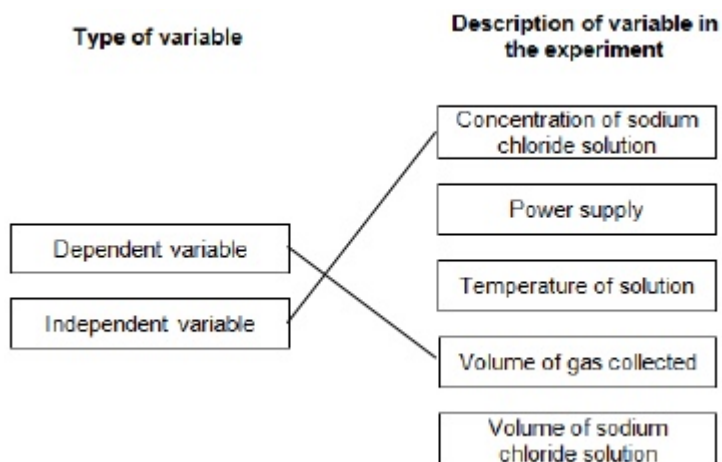 Type of variable
Description of variable in
the experiment
Concentration of sodium
chloride solution
Power supply
Dependent variable
Temperature of solution
Independent variable
Volume of gas collected
Volume of sodium
chloride solution